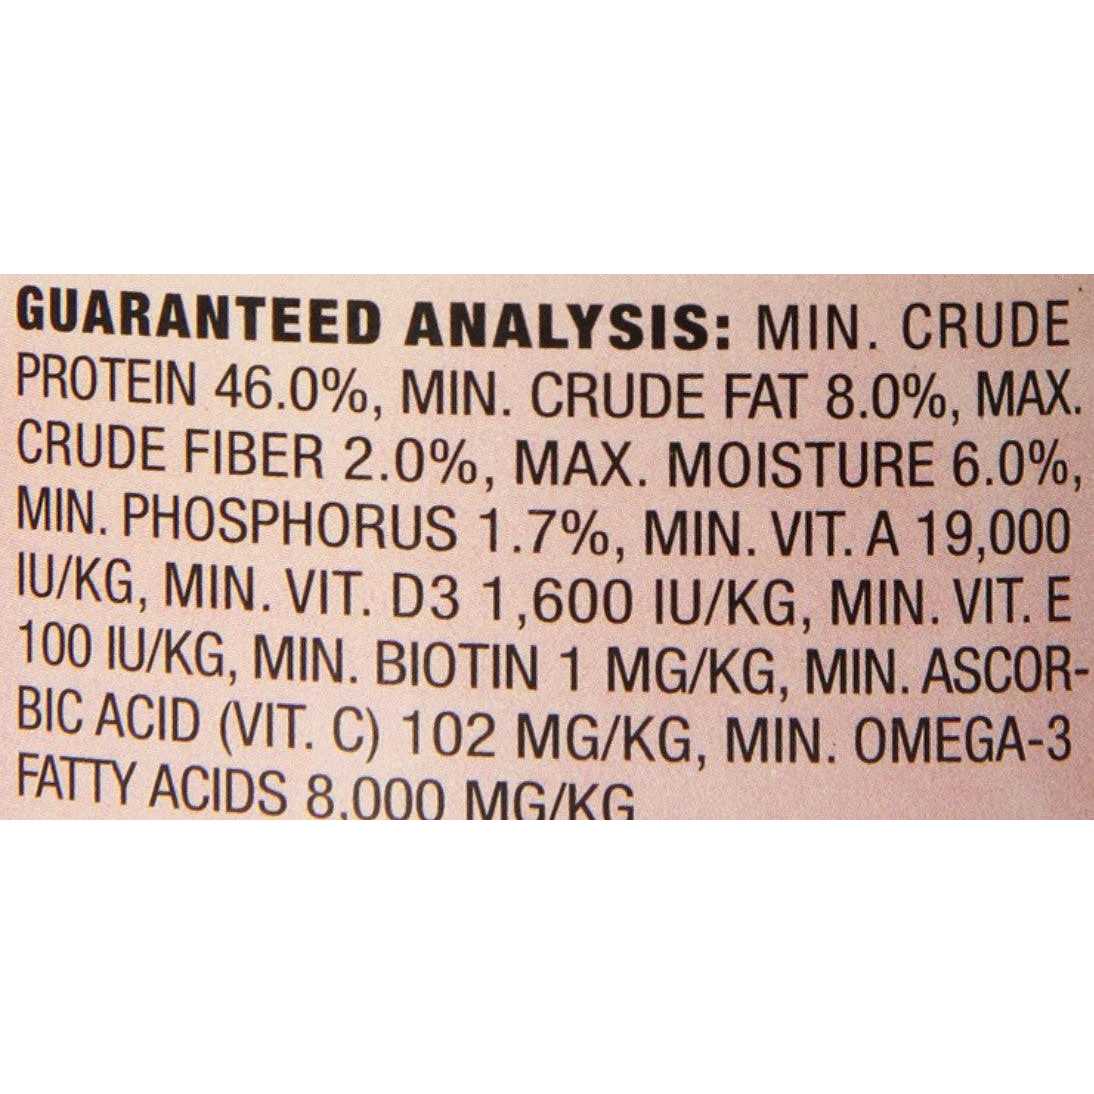 GUARANTEED ANALYSIS: MIN. CRUDE
PROTEIN 46.0%, MIN. CRUDE FAT 8.0%, MAX.
CRUDE FIBER 2.0%, MAX. MOISTURE 6.0%,
MIN. PHOSPHORUS 1.7%, MIN. VIT. A 19,000
IU/KG, MIN. VIT. D3 1,600 IU/KG, MIN. VIT. E
100 IU/KG, MIN. BIOTIN 1 MG/KG, MIN. ASCOR-
BIC ACID (VIT. C) 102 MG/KG, MIN. OMEGA-3
FATTY ACIDS 8,000 MG/KG